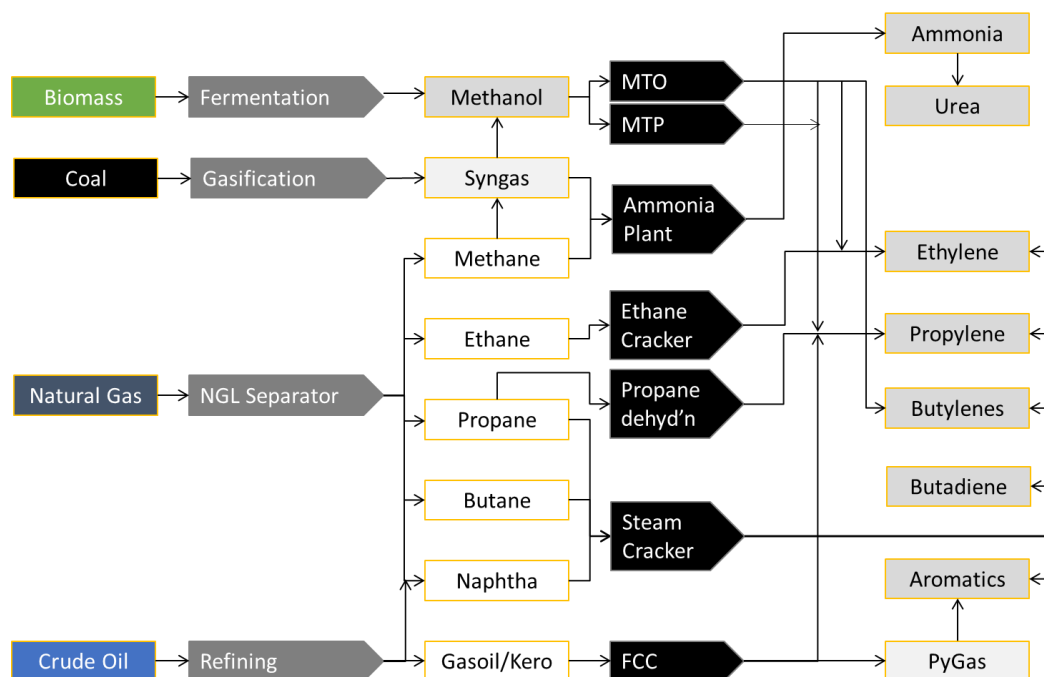 Biomass
Fermentation
Methanol
MTO
MTP
Ammonia
Urea
Coal
Gasification
Syngas
Ammonia
Plant
Methane
Ethylene
Ethane
Ethane
Cracker
Propylene
Natural Gas
NGL Separator
Propane
Propane
dehyd'n
Butylenes
Butane
Steam
Cracker
Butadiene
Naphtha
Aromatics
Crude Oil
Refining
Gasoil/Kero
FCC
PyGas